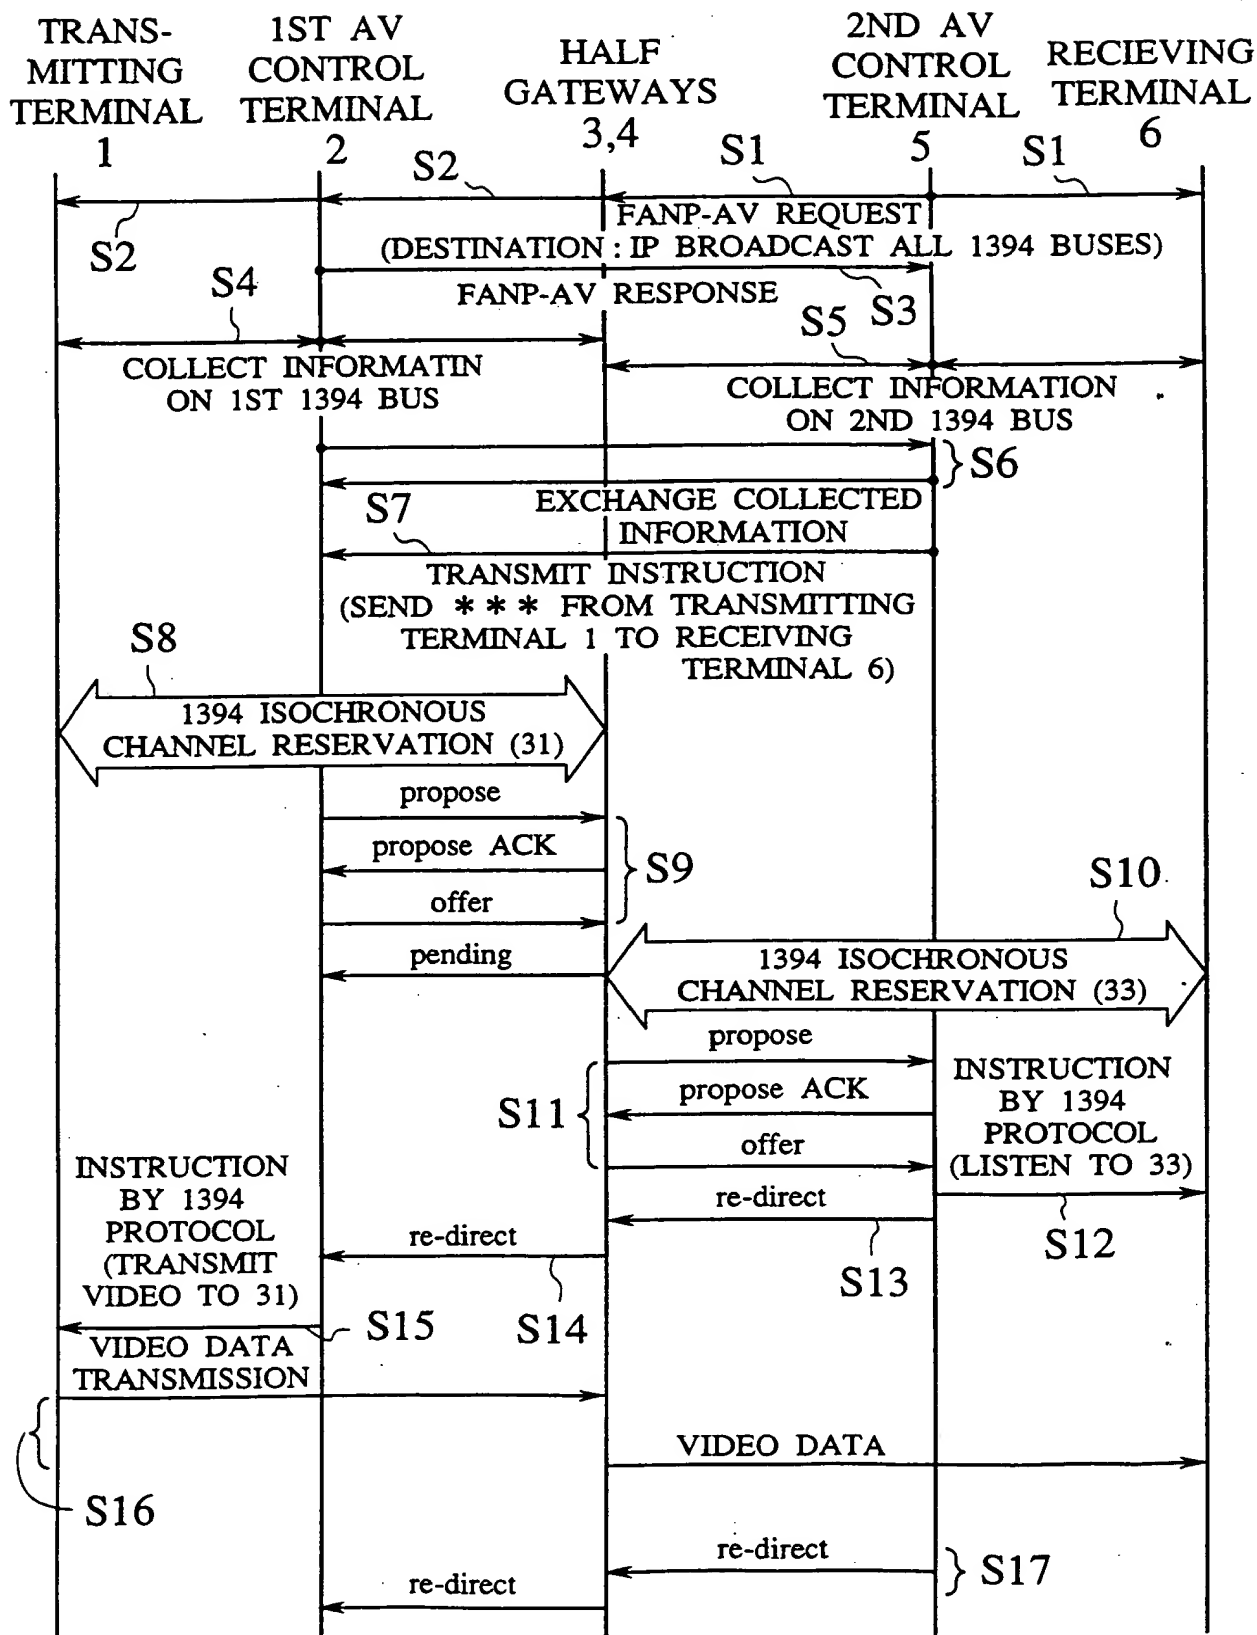 TRANS-
MITTING
TERMINAL
1
1ST AV
CONTROL
TERMINAL
2
HALF
GATEWAYS
3,4
2ND AV
CONTROL
TERMINAL
5
RECIEVING
TERMINAL
6
S2
S1
S1
S2
FANP-AV REQUEST
(DESTINATION : IP BROADCAST ALL 1394 BUSES)
S4
FANP-AV RESPONSE
S3
S5
COLLECT INFORMATIN
ON 1ST 1394 BUS
COLLECT INFORMATION
ON 2ND 1394 BUS
S6
S7
EXCHANGE COLLECTED
INFORMATION
TRANSMIT INSTRUCTION
(SEND *** FROM TRANSMITTING
TERMINAL 1 TO RECEIVING
TERMINAL 6)
S8
1394 ISOCHRONOUS
CHANNEL RESERVATION (31)
propose
propose ACK
S9
offer
S10
pending
1394 ISOCHRONOUS
CHANNEL RESERVATION (33)
propose
S11
propose ACK
offer
INSTRUCTION
BY 1394
PROTOCOL
(LISTEN TO 33)
S12
re-direct
S13
re-direct
S14
INSTRUCTION
BY 1394
PROTOCOL
(TRANSMIT
VIDEO TO 31)
S15
VIDEO DATA
TRANSMISSION
VIDEO DATA
S16
re-direct
S17
re-direct